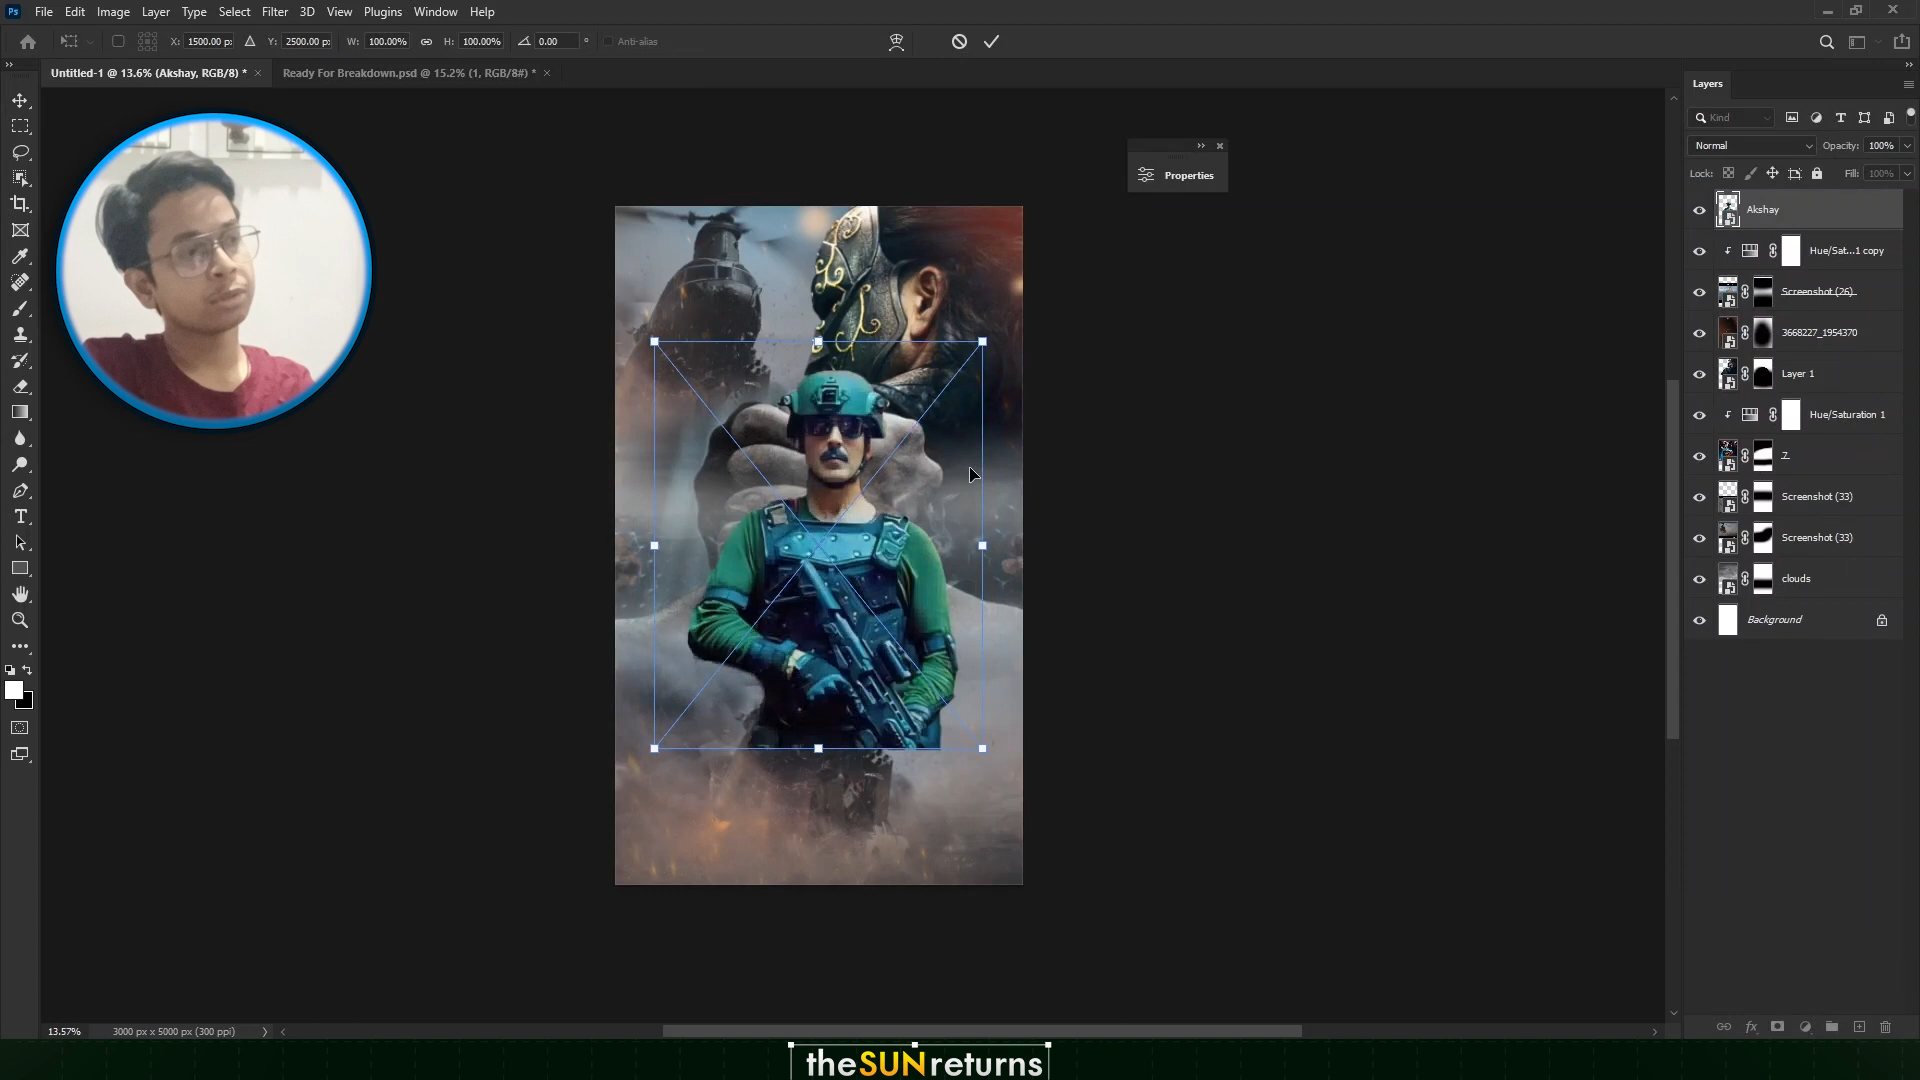 Ps File Edit Image Layer Type Select Filter 3D View Plugins Window Help
X: 1500.00 p: Y: 2500.00 p: W: 100.00% H: 100.00% 0.00 ° Anti-alias
Untitled-1 @ 13.6% (Akshay, RGB/8) * ×
Ready For Breakdown.psd @ 15.2% (1, RGB/8#) * ×
Properties
Layers
Kind
Normal Opacity: 100%
Lock: Fill: 100%
Akshay
Hue/Sat...1 copy
Screenshot (26)
3668227_1954370
Layer 1
Hue/Saturation 1
7
Screenshot (33)
Screenshot (33)
clouds
Background
13.57% 3000 px x 5000 px (300 ppi)
theSUNreturns